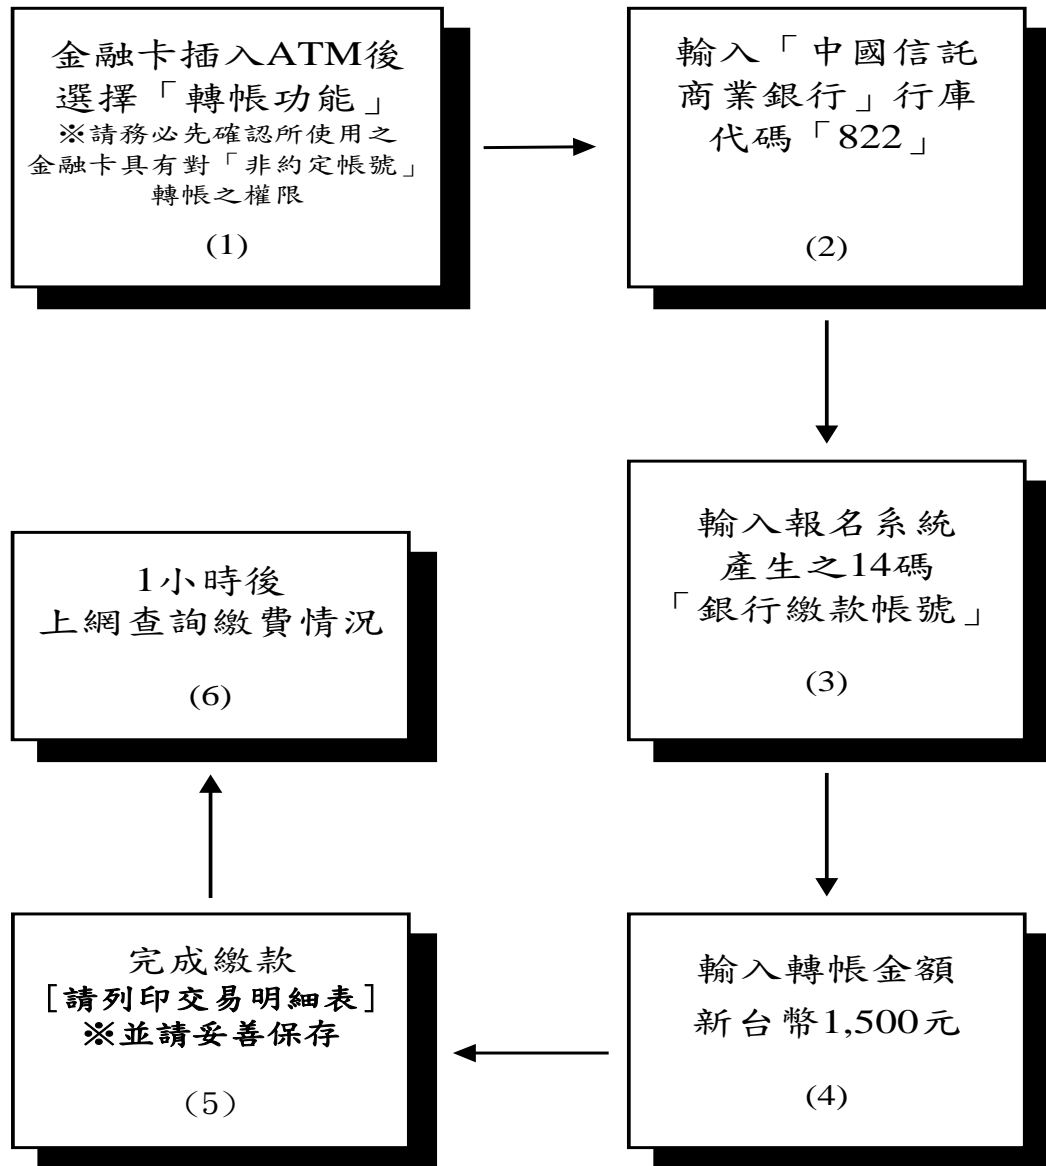 金融卡插入ATM後
選擇「轉帳功能」
※請務必先確認所使用之
金融卡具有對「非約定帳號」
轉帳之權限
(1)
輸入「中國信託
商業銀行」行庫
代碼「822」
(2)
輸入報名系統
產生之14碼
「銀行繳款帳號」
(3)
輸入轉帳金額
新台幣1,500元
(4)
完成繳款
[請列印交易明細表]
※並請妥善保存
(5)
1小時後
上網查詢繳費情況
(6)